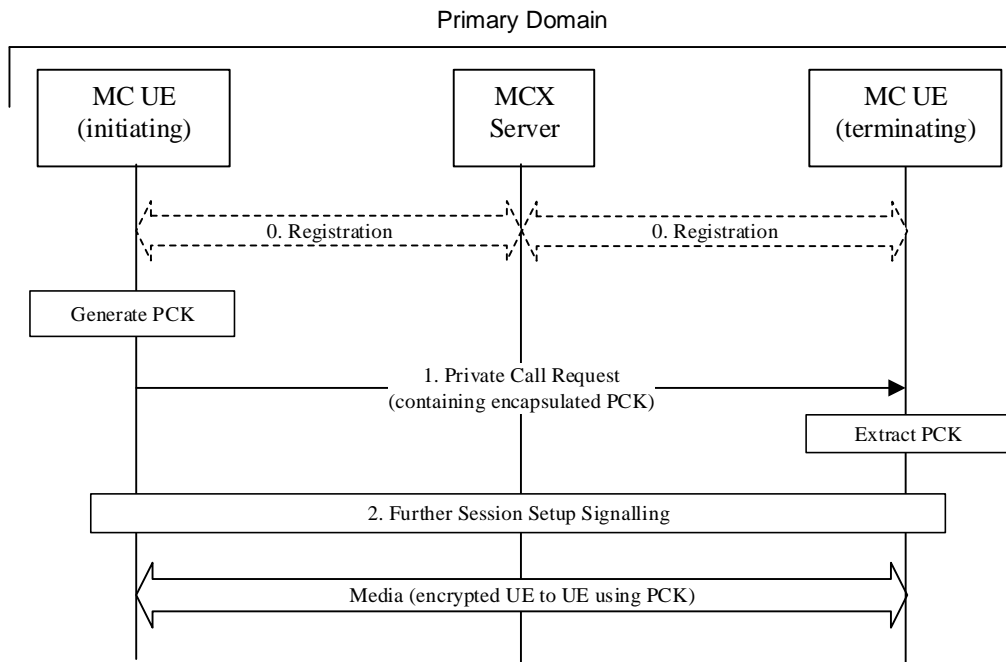 Primary Domain
MC UE
(initiating)
MCX
Server
MC UE
(terminating)
0. Registration
0. Registration
Generate PCK
1. Private Call Request
(containing encapsulated PCK)
Extract PCK
2. Further Session Setup Signalling
Media (encrypted UE to UE using PCK)